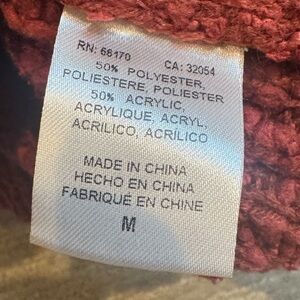 RN: 68170 CA: 32054
50% POLYESTER,
POLIESTERE, POLIESTER
50% ACRYLIC,
ACRYLIQUE, ACRYL,
ACRILICO, ACRÍLICO
MADE IN CHINA
HECHO EN CHINA
FABRIQUÉ EN CHINE
M